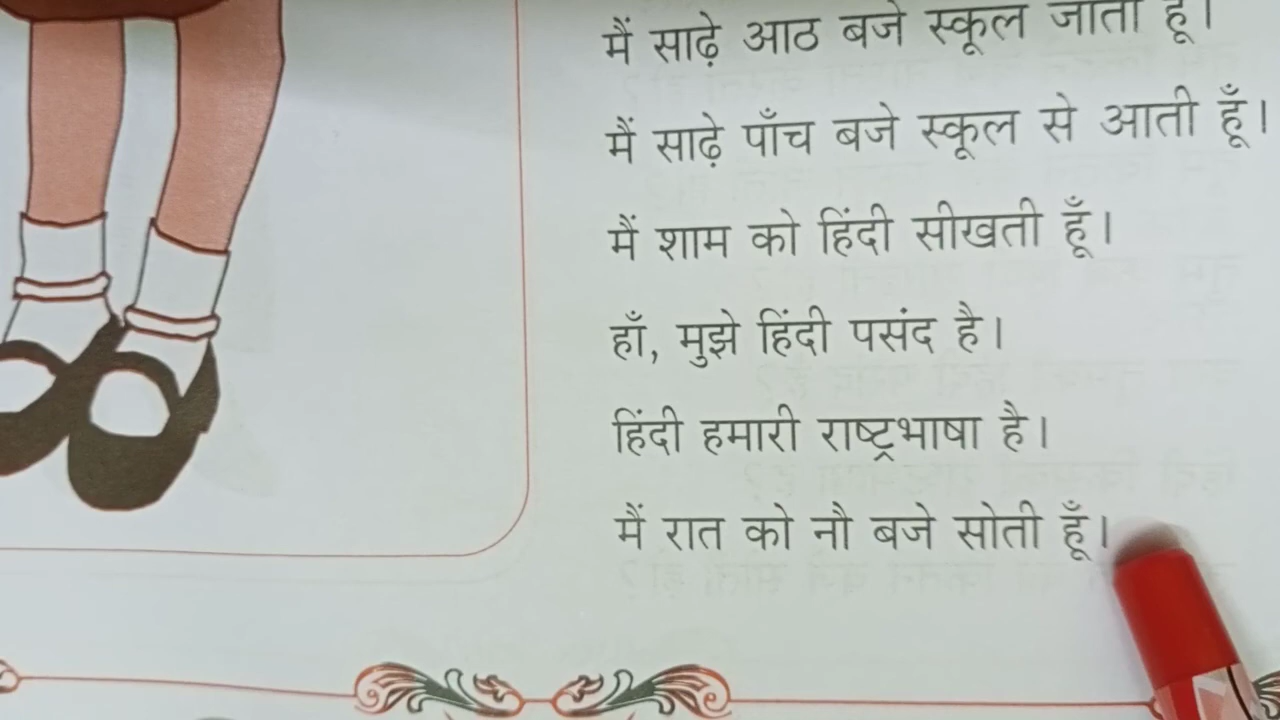 मैं साढ़े आठ बजे स्कूल जाती हूँ।
मैं साढ़े पाँच बजे स्कूल से आती हूँ।
मैं शाम को हिंदी सीखती हूँ।
हाँ, मुझे हिंदी पसंद है।
हिंदी हमारी राष्ट्रभाषा है।
मैं रात को नौ बजे सोती हूँ।